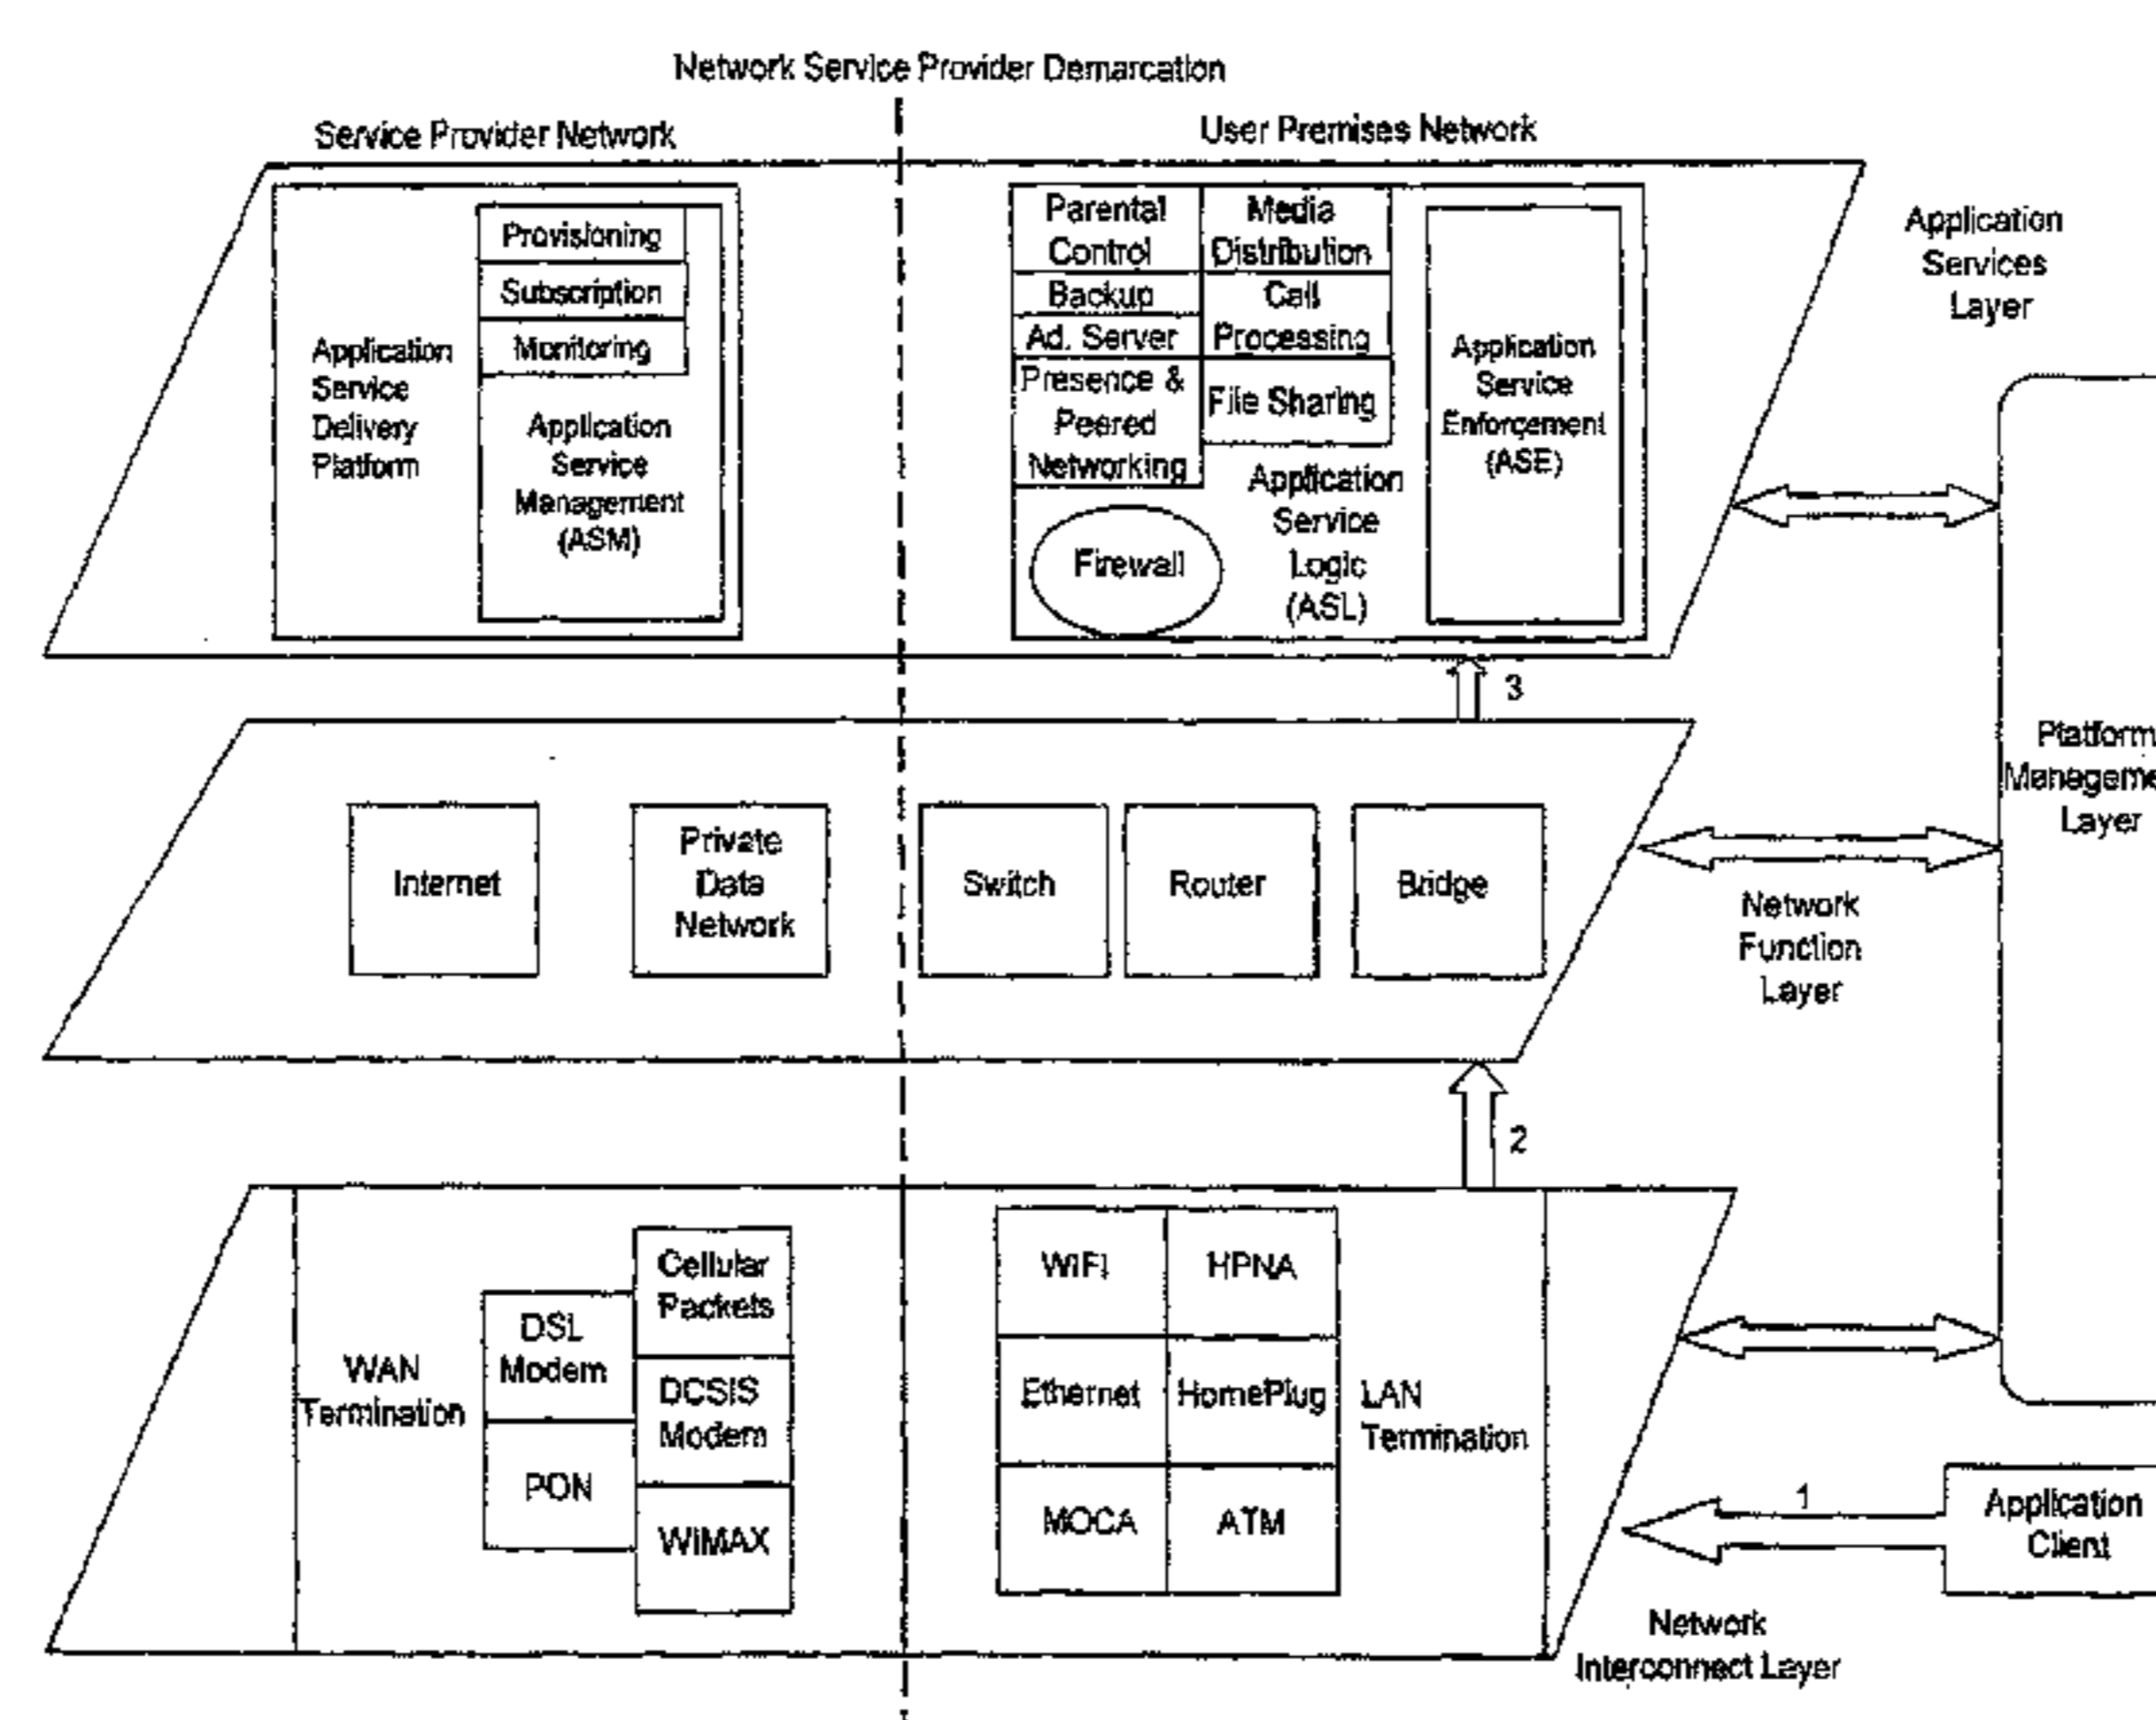 Network Service Provider Demarcation
Service Provider Network
User Premises Network
Provisioning
Subscription
Monitoring
Application
Service
Delivery
Platform
Application
Service
Management
(ASM)
Parental
Control
Backup
Ad. Server
Presence &
Peered
Networking
Media
Distribution
Call
Processing
File Sharing
Firewall
Application
Service
Logic
(ASL)
Application
Service
Enforcement
(ASE)
Application
Services
Layer
3
Internet
Private
Data
Network
Switch
Router
Bridge
Network
Function
Layer
Platform
Manageme
Layer
2
WAN
Termination
DSL
Modem
PON
Cellular
Packets
DCSIS
Modem
WIMAX
WIFI
HPNA
Ethernet
HomePlug
MOCA
ATM
LAN
Termination
1
Application
Client
Network
Interconnect Layer